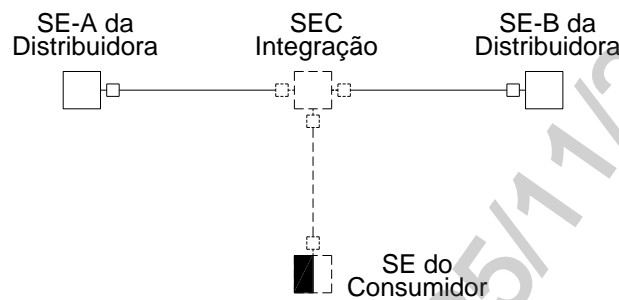 SE-A da
Distribuidora
SEC
Integração
SE-B da
Distribuidora
SE do
Consumidor